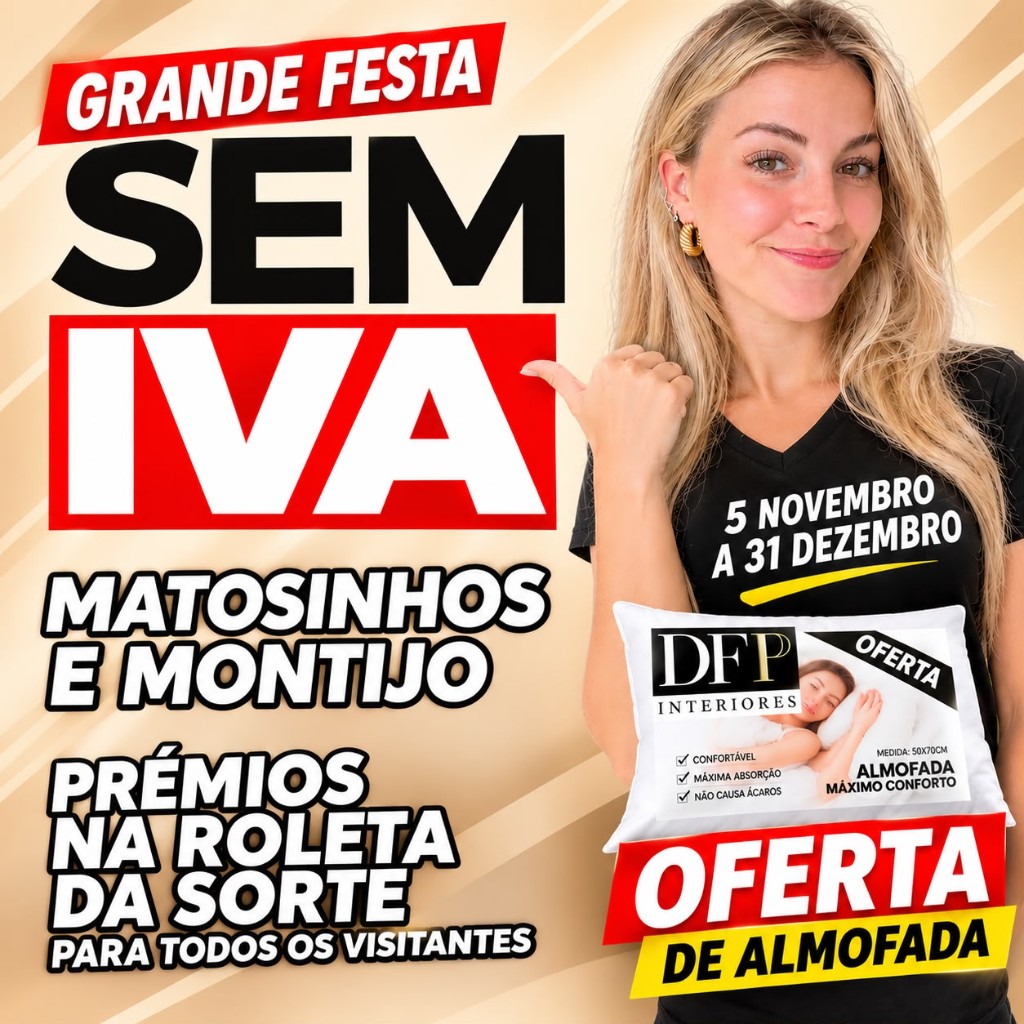 GRANDE FESTA
SEM
IVA
MATOSINHOS
E MONTIJO
PRÉMIOS
NA ROLETA
DA SORTE
PARA TODOS OS VISITANTES
5 NOVEMBRO
A 31 DEZEMBRO
DFP
INTERIORES
OFERTA
CONFORTÁVEL
MÁXIMA ABSORÇÃO
NÃO CAUSA ÁCAROS
MEDIDA: 50X70CM
ALMOFADA
MÁXIMO CONFORTO
OFERTA
DE ALMOFADA